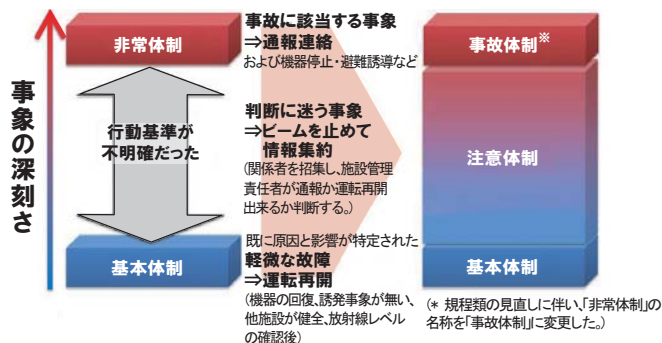 事象の深刻さ
非常体制
行動基準が
不明確だった
基本体制
事故に該当する事象
⇒通報連絡
および機器停止・避難誘導など
判断に迷う事象
⇒ビームを止めて
情報集約
(関係者を招集し、施設管理
責任者が通報か運転再開
出来るか判断する。)
既に原因と影響が特定された
軽微な故障
⇒運転再開
(機器の回復、誘発事象が無い、
他施設が健全、放射線レベル
の確認後)
事故体制※
注意体制
基本体制
(* 規程類の見直しに伴い、「非常体制」の
名称を「事故体制」に変更した。)